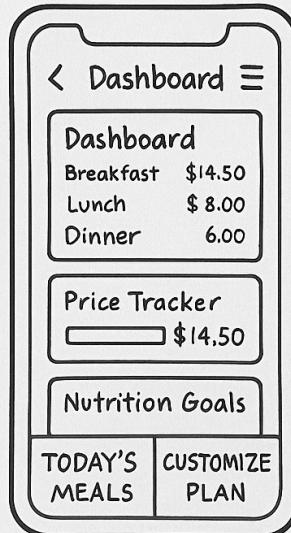 Dashboard
Dashboard
Breakfast $14.50
Lunch $ 8.00
Dinner 6.00
Price Tracker
$14.50
Nutrition Goals
TODAY'S MEALS
CUSTOMIZE PLAN